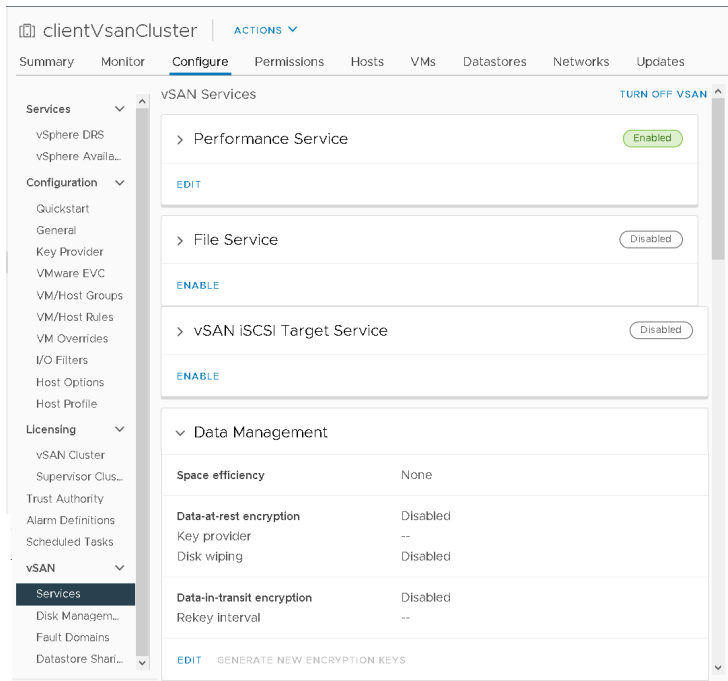 clientVsanCluster ACTIONS
Summary Monitor Configure Permissions Hosts VMs Datastores Networks Updates
Services
vSphere DRS
vSphere Availa...
Configuration
Quickstart
General
Key Provider
VMware EVC
VM/Host Groups
VM/Host Rules
VM Overrides
I/O Filters
Host Options
Host Profile
Licensing
vSAN Cluster
Supervisor Clus...
Trust Authority
Alarm Definitions
Scheduled Tasks
vSAN
Services
Disk Managem...
Fault Domains
Datastore Shari...
vSAN Services TURN OFF VSAN
Performance Service Enabled
EDIT
File Service Disabled
ENABLE
vSAN iSCSI Target Service Disabled
ENABLE
Data Management
Space efficiency None
Data-at-rest encryption Disabled
Key provider --
Disk wiping Disabled
Data-in-transit encryption Disabled
Rekey interval --
EDIT GENERATE NEW ENCRYPTION KEYS